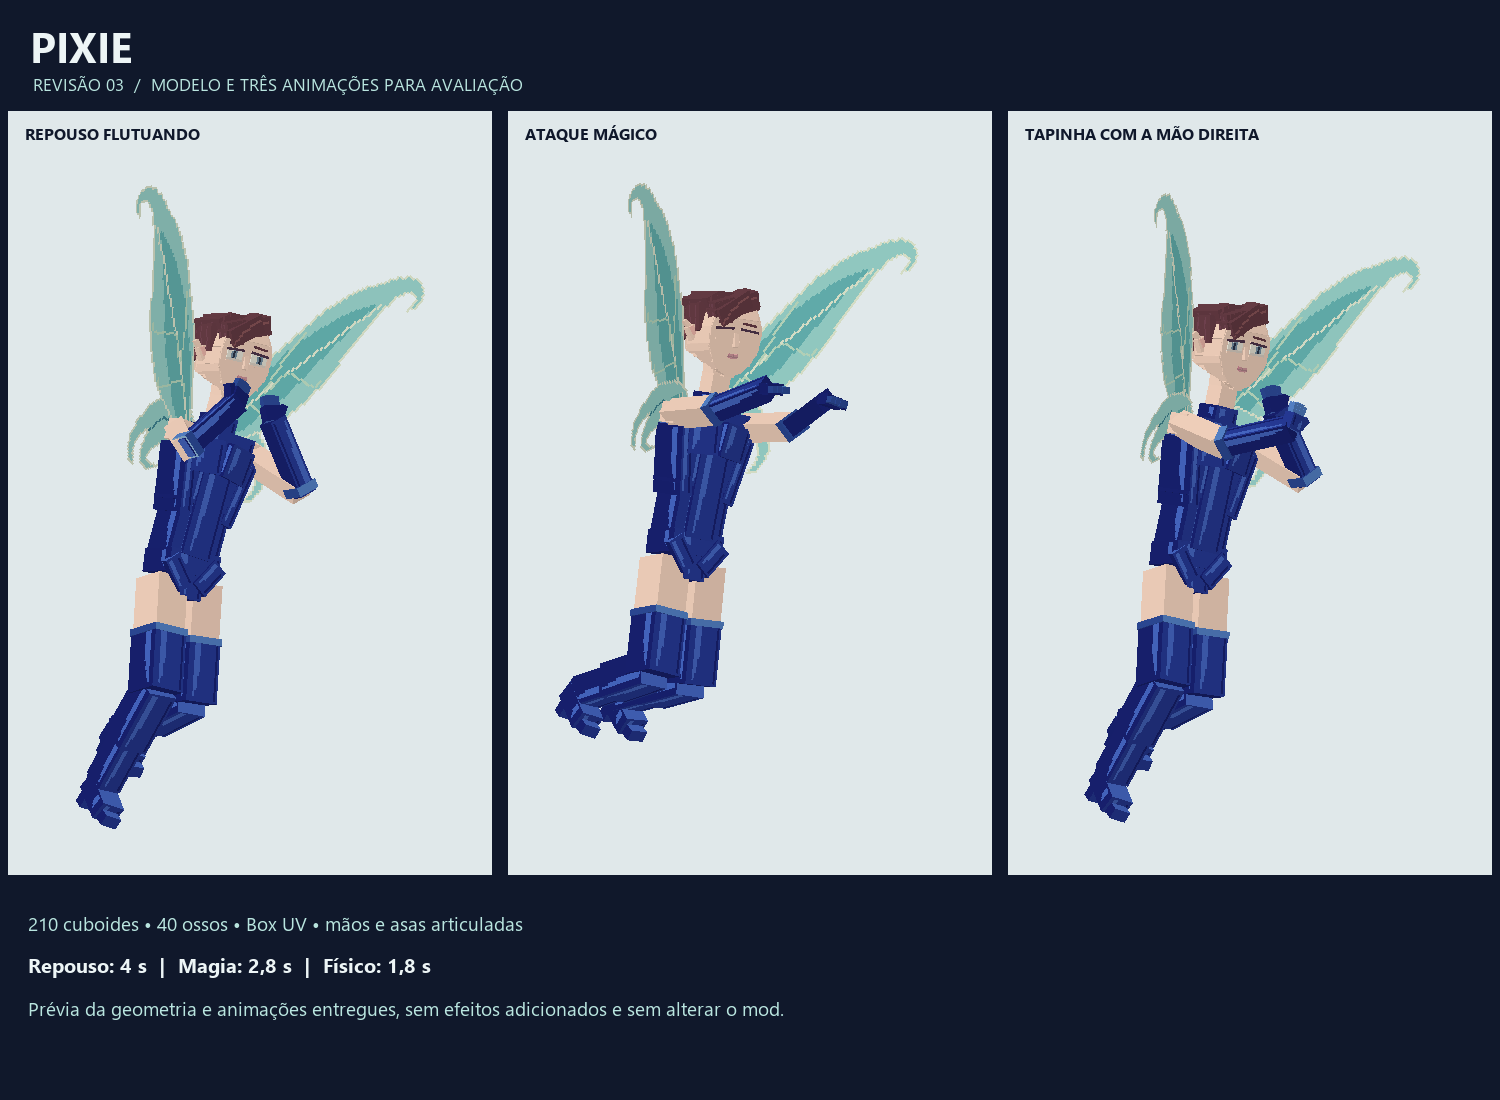 PIXIE
REVISÃO 03 / MODELO E TRÊS ANIMAÇÕES PARA AVALIAÇÃO
REPOUSO FLUTUANDO
ATAQUE MÁGICO
TAPINHA COM A MÃO DIREITA
210 cuboides • 40 ossos • Box UV • mãos e asas articuladas
Repouso: 4 s | Magia: 2,8 s | Físico: 1,8 s
Prévia da geometria e animações entregues, sem efeitos adicionados e sem alterar o mod.